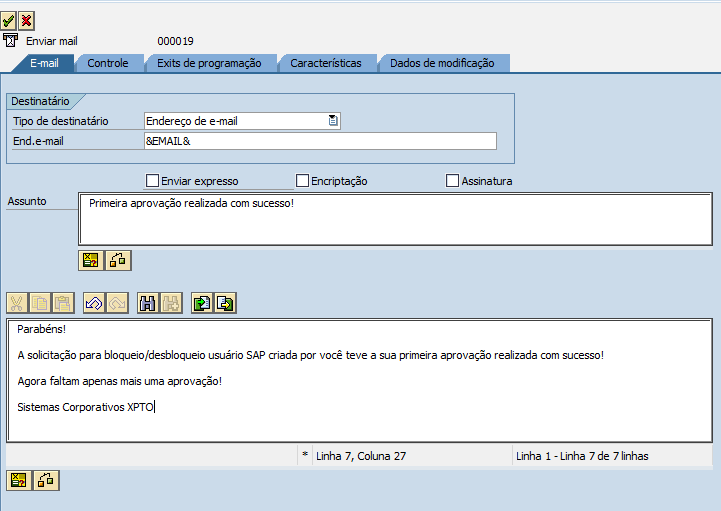 Enviar mail 000019
E-mail Controle Exits de programação Características Dados de modificação
Destinatário
Tipo de destinatário Endereço de e-mail
End.e-mail &EMAIL&
Enviar expresso Encriptação Assinatura
Assunto Primeira aprovação realizada com sucesso!
Parabéns!
A solicitação para bloqueio/desbloqueio usuário SAP criada por você teve a sua primeira aprovação realizada com sucesso!
Agora faltam apenas mais uma aprovação!
Sistemas Corporativos XPTO
* Linha 7, Coluna 27 Linha 1 - Linha 7 de 7 linhas